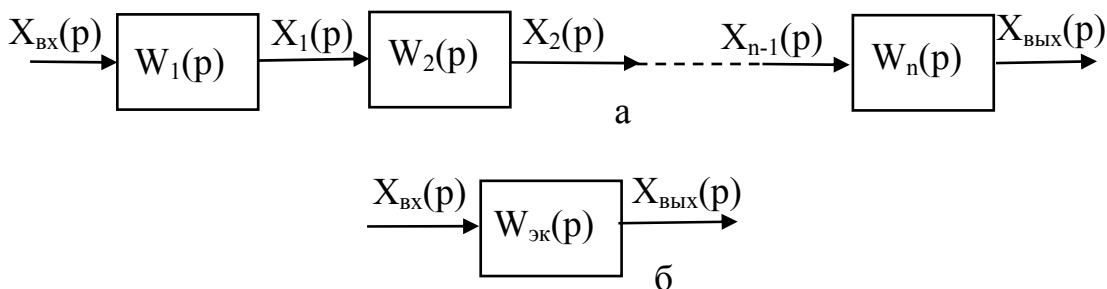 Xвх(p) W1(p) X1(p) W2(p) X2(p) Xn-1(p) Wn(p) Xвых(p)
а
Xвх(p) Wэк(p) Xвых(p)
б